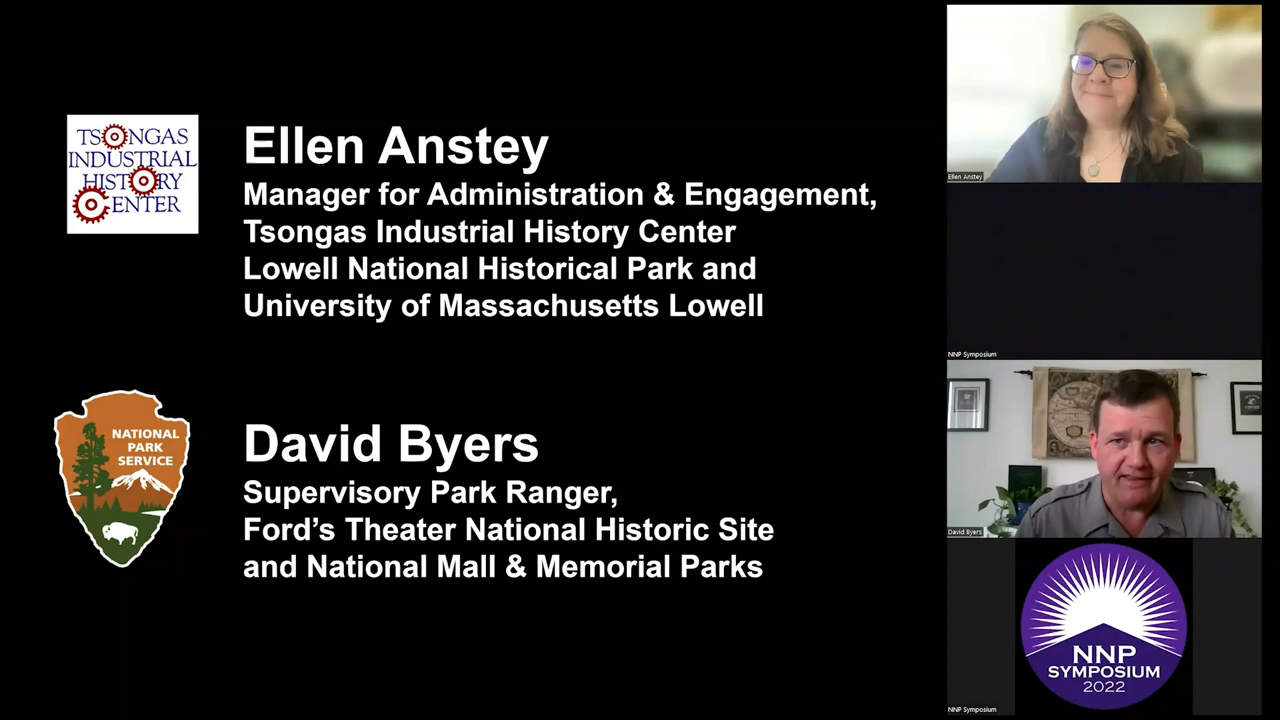 TSONGAS
INDUSTRIAL
HISTORY
CENTER
Ellen Anstey
Manager for Administration & Engagement,
Tsongas Industrial History Center
Lowell National Historical Park and
University of Massachusetts Lowell
NATIONAL
PARK
SERVICE
David Byers
Supervisory Park Ranger,
Ford’s Theater National Historic Site
and National Mall & Memorial Parks
Ellen Anstey
NNP Symposium
David Byers
NNP
SYMPOSIUM
2022
NNP Symposium